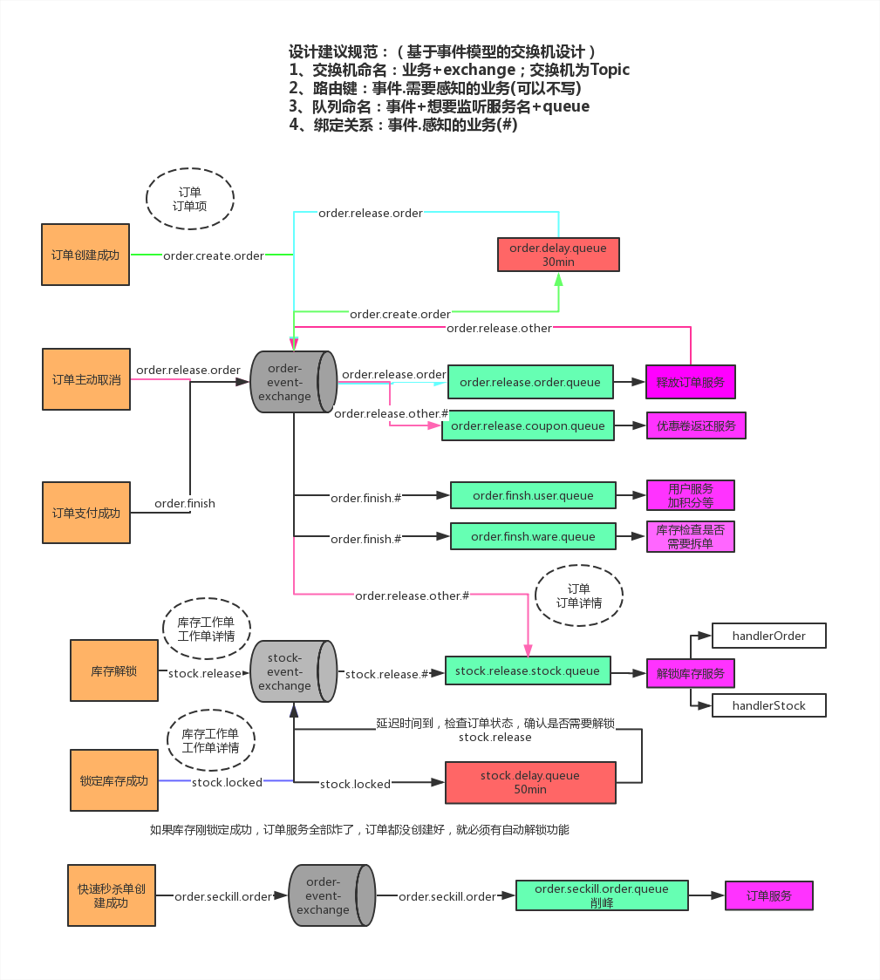 设计建议规范：（基于事件模型的交换机设计）
1、交换机命名：业务+exchange；交换机为Topic
2、路由键：事件.需要感知的业务(可以不写)
3、队列命名：事件+想要监听服务名+queue
4、绑定关系：事件.感知的业务(#)
订单
订单项
order.release.order
订单创建成功
order.create.order
order.delay.queue
30min
order.create.order
order.release.other
订单主动取消
order.release.order
order-
event-
exchange
order.release.order
order.release.order.queue
释放订单服务
order.release.other.#
order.release.coupon.queue
优惠卷返还服务
订单支付成功
order.finish
order.finish.#
order.finsh.user.queue
用户服务
加积分等
order.finish.#
order.finsh.ware.queue
库存检查是否
需要拆单
order.release.other.#
订单
订单详情
库存工作单
工作单详情
库存解锁
stock.release
stock-
event-
exchange
stock.release.#
stock.release.stock.queue
解锁库存服务
handlerOrder
handlerStock
库存工作单
工作单详情
延迟时间到，检查订单状态，确认是否需要解锁
stock.release
锁定库存成功
stock.locked
stock.locked
stock.delay.queue
50min
如果库存刚锁定成功，订单服务全部炸了，订单都没创建好，就必须有自动解锁功能
快速秒杀单创
建成功
order.seckill.order
order-
event-
exchange
order.seckill.order
order.seckill.order.queue
削峰
订单服务